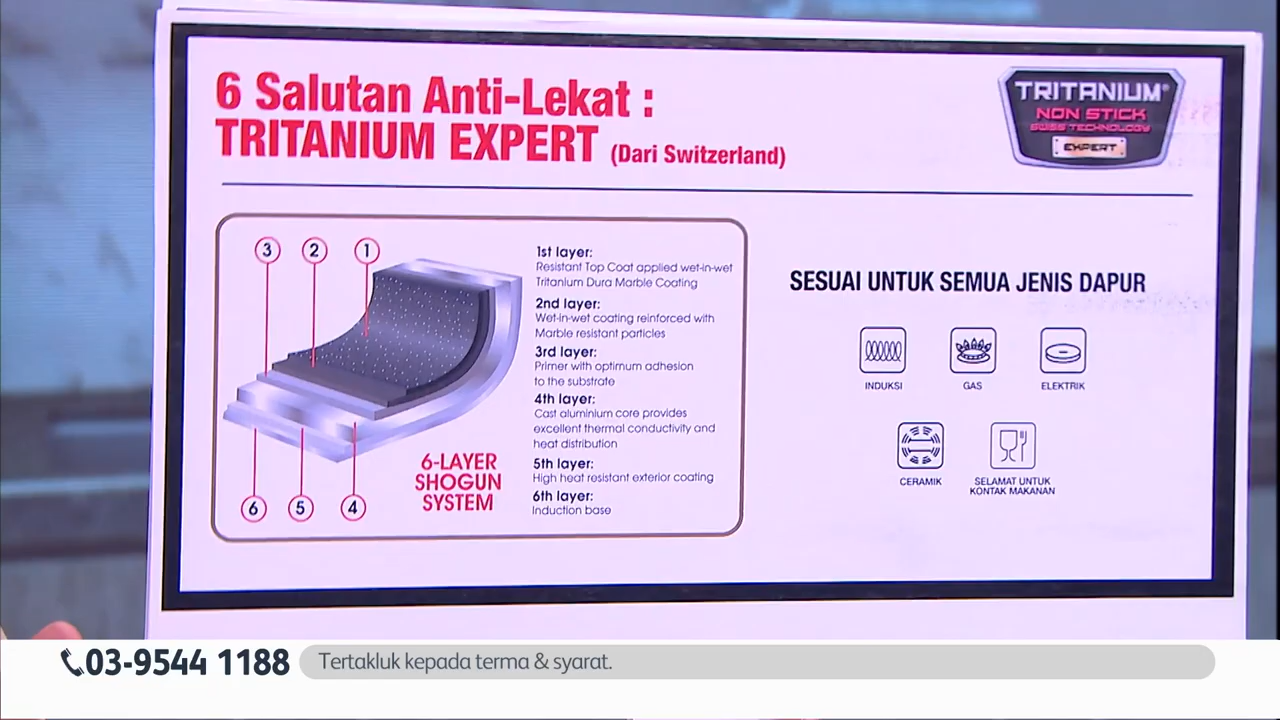 6 Salutan Anti-Lekat :
TRITANIUM EXPERT (Dari Switzerland)
TRITANIUM®
NON STICK
SWISS TECHNOLOGY
EXPERT
3 2 1
6 5 4
6-LAYER
SHOGUN
SYSTEM
1st layer:
Resistant Top Coat applied wet-in-wet
Tritanium Dura Marble Coating
2nd layer:
Wet-in-wet coating reinforced with
Marble resistant particles
3rd layer:
Primer with optimum adhesion
to the substrate
4th layer:
Cast aluminium core provides
excellent thermal conductivity and
heat distribution
5th layer:
High heat resistant exterior coating
6th layer:
Induction base
SESUAI UNTUK SEMUA JENIS DAPUR
INDUKSI
GAS
ELEKTRIK
CERAMIK
SELAMAT UNTUK
KONTAK MAKANAN
03-9544 1188
Tertakluk kepada terma & syarat.